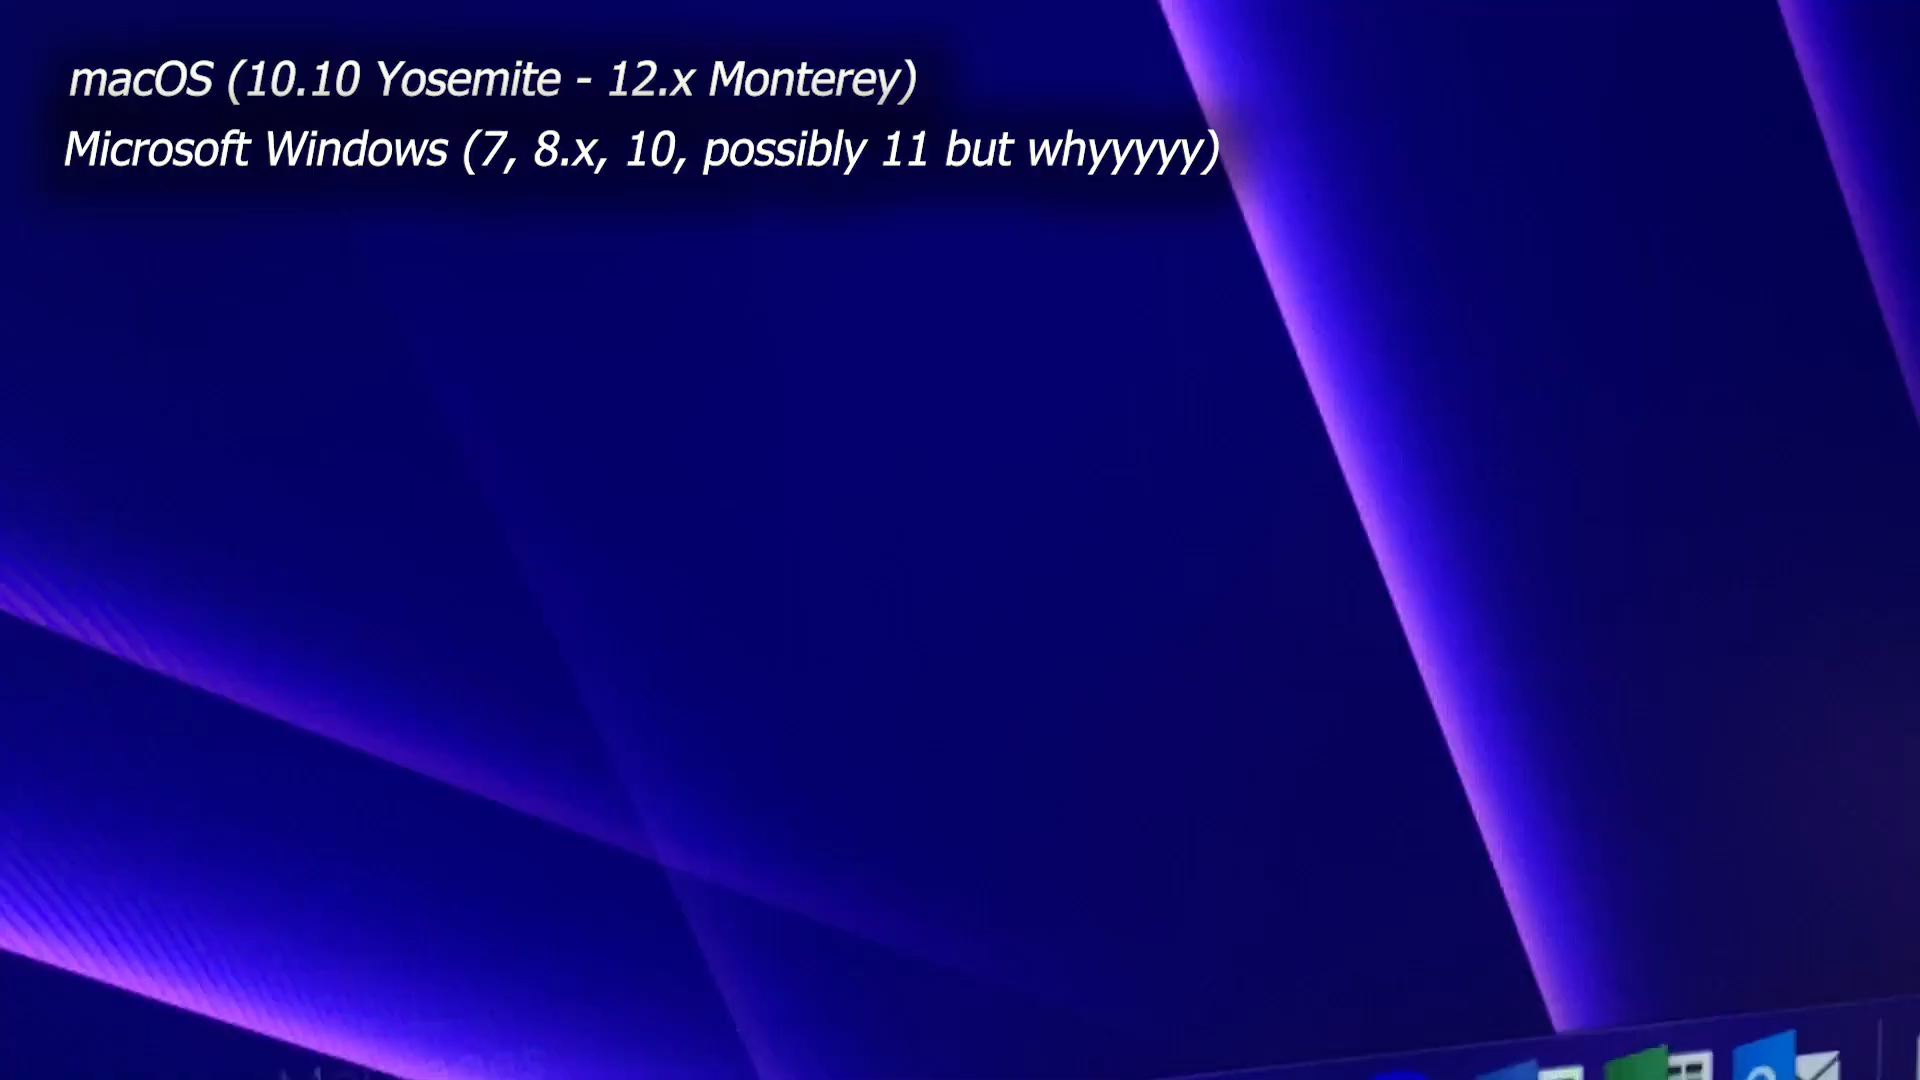 macOS (10.10 Yosemite - 12.x Monterey)
Microsoft Windows (7, 8.x, 10, possibly 11 but whyyyyy)